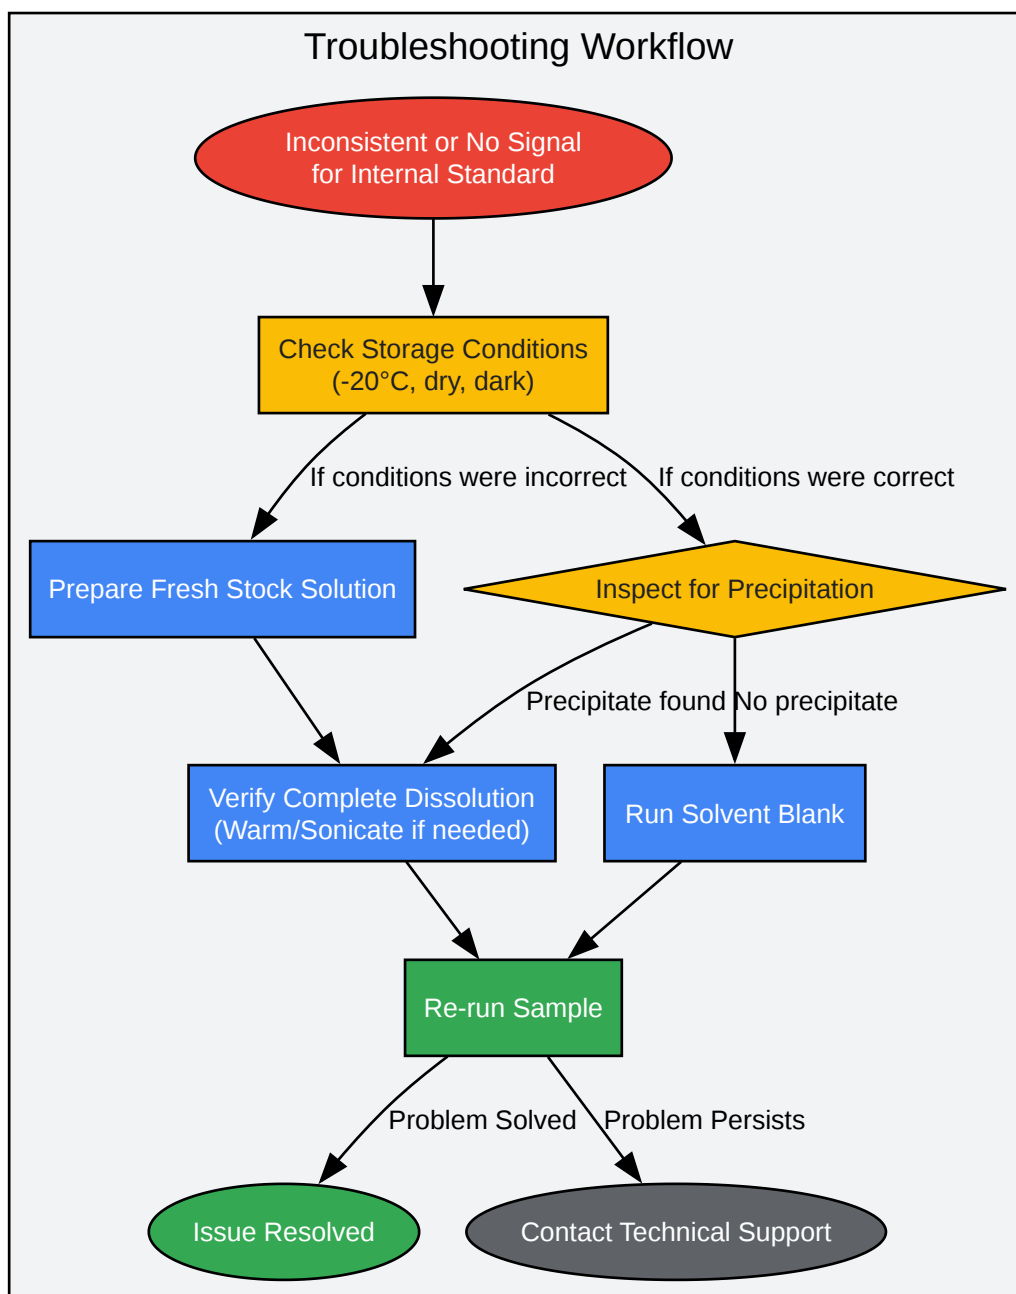 Troubleshooting Workflow
Inconsistent or No Signal
for Internal Standard
Check Storage Conditions
(-20°C, dry, dark)
If conditions were incorrect
If conditions were correct
Prepare Fresh Stock Solution
Inspect for Precipitation
Precipitate found
No precipitate
Verify Complete Dissolution
(Warm/Sonicate if needed)
Run Solvent Blank
Re-run Sample
Problem Solved
Problem Persists
Issue Resolved
Contact Technical Support